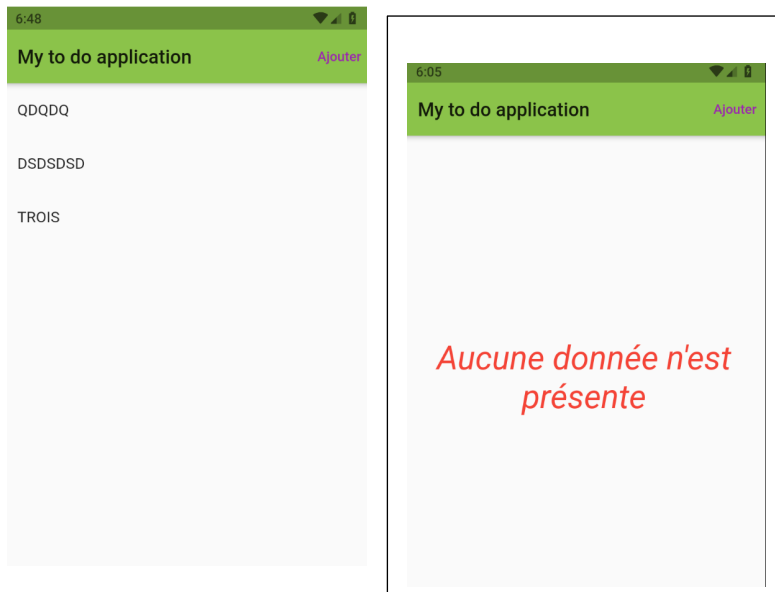 6:48
My to do application
Ajouter
QDQDQ
DSDSDSD
TROIS
6:05
My to do application
Ajouter
Aucune donnée n'est
présente